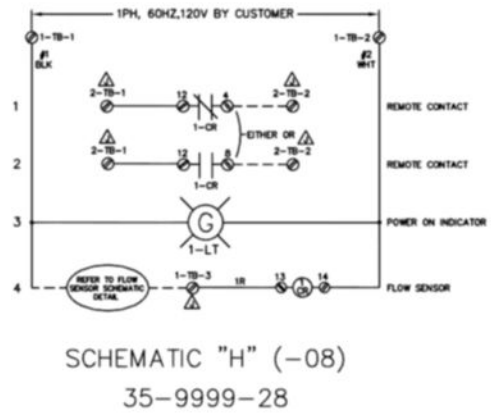 1PH, 60HZ,120V BY CUSTOMER
1-TB-1
1-TB-2
#1
BLK
#2
WHT
1
2-TB-1
12
4
2-TB-2
REMOTE CONTACT
1-CR
EITHER OR
2
2-TB-1
12
8
2-TB-2
REMOTE CONTACT
1-CR
3
G
POWER ON INDICATOR
1-LT
4
REFER TO FLOW
SENSOR SCHEMATIC
DETAIL
1-TB-3
1R
13
1
CR
14
FLOW SENSOR
SCHEMATIC "H" (-08)
35-9999-28